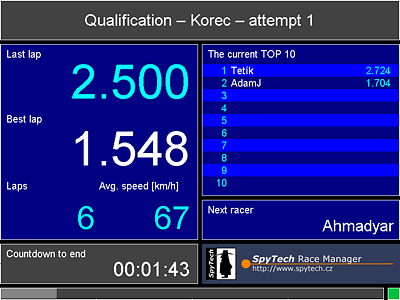 Qualification – Korec – attempt 1
Last lap
2.500
Best lap
1.548
Laps
Avg. speed [km/h]
6
67
Countdown to end
00:01:43
The current TOP 10
1 Tetik 2.724
2 AdamJ 1.704
3
4
5
6
7
8
9
10
Next racer
Ahmadyar
SpyTech
SpyTech Race Manager
http://www.spytech.cz